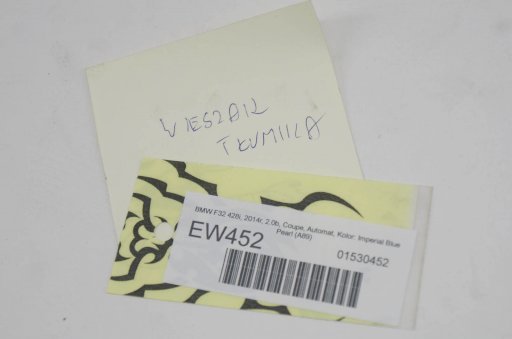 WIESZAK
TŁUMIKA
BMW F32 428i, 2014r, 2.0b, Coupe, Automat, Kolor: Imperial Blue
Pearl (A89)
EW452
01530452